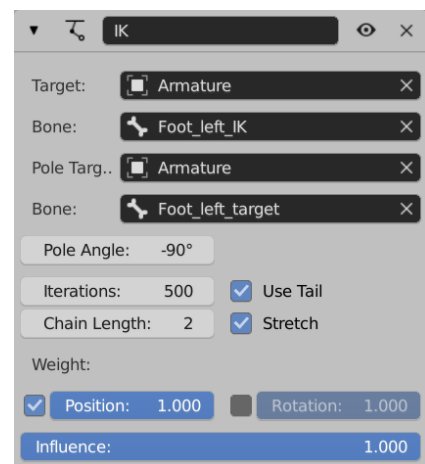 IK
Target: Armature
Bone: Foot_left_IK
Pole Targ.. Armature
Bone: Foot_left_target
Pole Angle: -90°
Iterations: 500 Use Tail
Chain Length: 2 Stretch
Weight:
Position: 1.000 Rotation: 1.000
Influence: 1.000